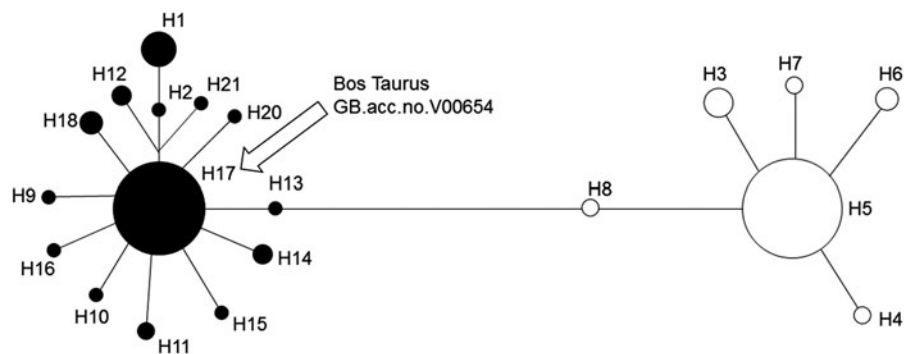 H1
H12
H2
H21
H20
H18
Bos Taurus
GB.acc.no.V00654
H17
H9
H13
H16
H14
H10
H11
H15
H8
H3
H7
H6
H5
H4